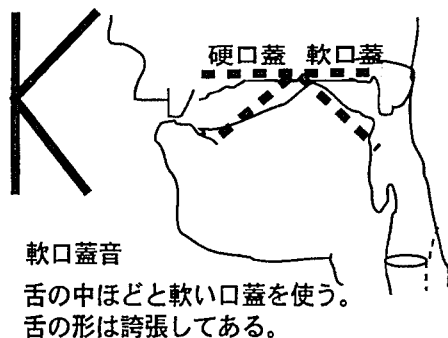 K
硬口蓋 軟口蓋
軟口蓋音
舌の中ほどと軟い口蓋を使う。
舌の形は誇張してある。